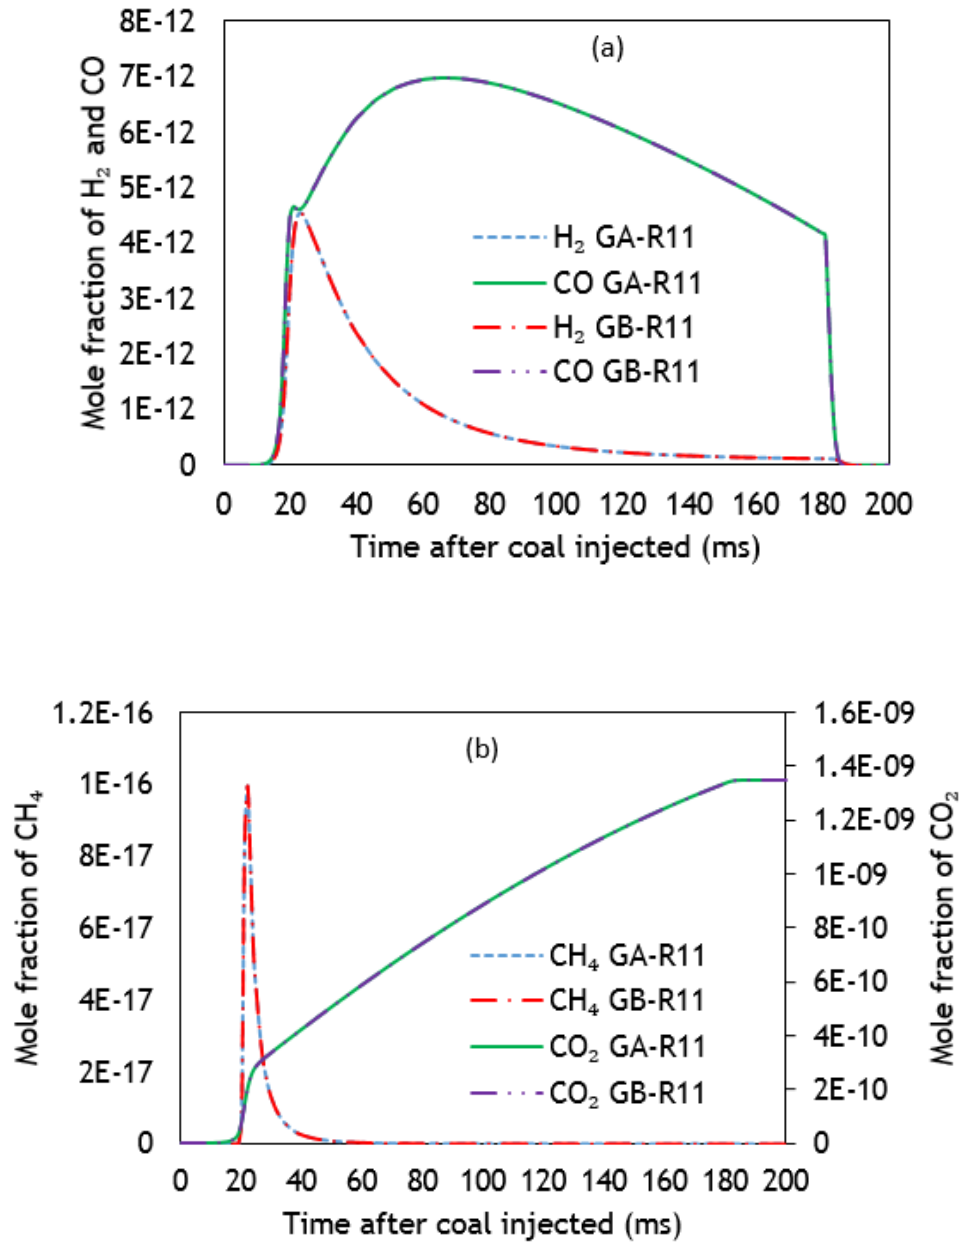 (a)
Mole fraction of H₂ and CO
8E-12
7E-12
6E-12
5E-12
4E-12
3E-12
2E-12
1E-12
0
H₂ GA-R11
CO GA-R11
H₂ GB-R11
CO GB-R11
0 20 40 60 80 100 120 140 160 180 200
Time after coal injected (ms)
(b)
Mole fraction of CH₄
1.2E-16
1E-16
8E-17
6E-17
4E-17
2E-17
0
CH₄ GA-R11
CH₄ GB-R11
CO₂ GA-R11
CO₂ GB-R11
1.6E-09
1.4E-09
1.2E-09
1E-09
8E-10
6E-10
4E-10
2E-10
0
Mole fraction of CO₂
0 20 40 60 80 100 120 140 160 180 200
Time after coal injected (ms)